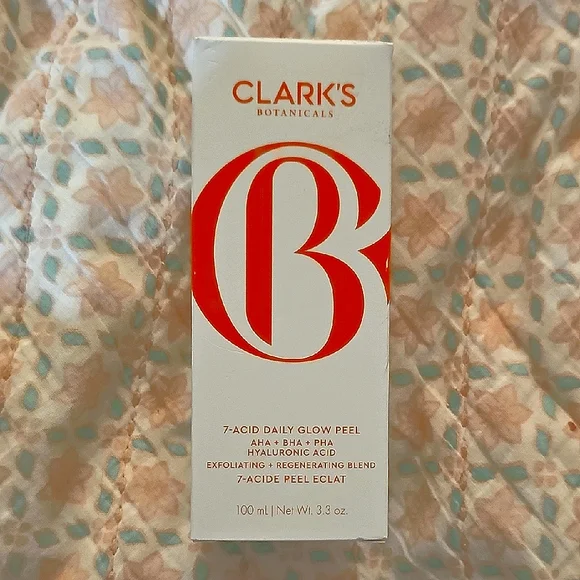 CLARK'S
BOTANICALS
CB
7-ACID DAILY GLOW PEEL
AHA + BHA + PHA
HYALURONIC ACID
EXFOLIATING + REGENERATING BLEND
7-ACIDE PEEL ECLAT
100 mL | Net Wt. 3.3 oz.